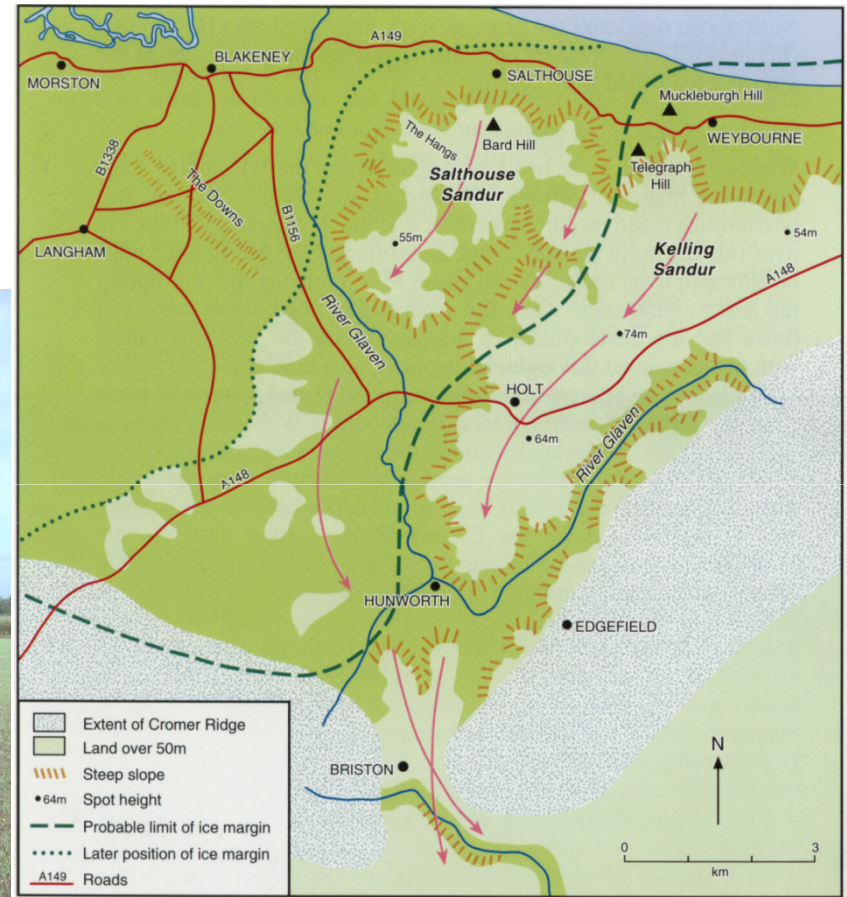 A149
BLAKENEY
MORSTON
SALTHOUSE
Muckleburgh Hill
WEYBOURNE
The Hangs
Bard Hill
Telegraph
Hill
Salthouse
Sandur
B1338
The Downs
B1156
LANGHAM
55m
54m
Kelling
Sandur
A148
River Glaven
74m
HOLT
64m
River Glaven
A148
HUNWORTH
EDGEFIELD
BRISTON
Extent of Cromer Ridge
Land over 50m
Steep slope
64m Spot height
Probable limit of ice margin
Later position of ice margin
A149 Roads
N
0 3
km